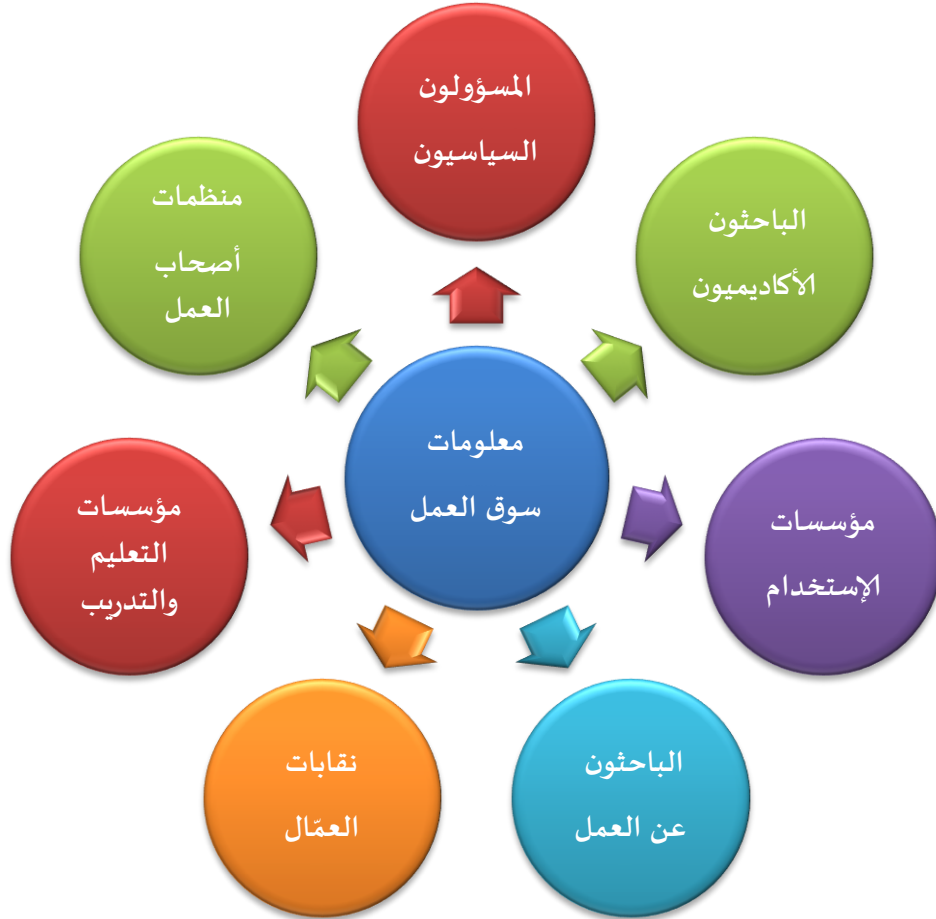 المسؤولون
السياسيون
الباحثون
الأكاديميون
منظمات
أصحاب
العمل
معلومات
سوق العمل
مؤسسات
الإستخدام
مؤسسات
التعليم
والتدريب
الباحثون
عن العمل
نقابات
العمّال